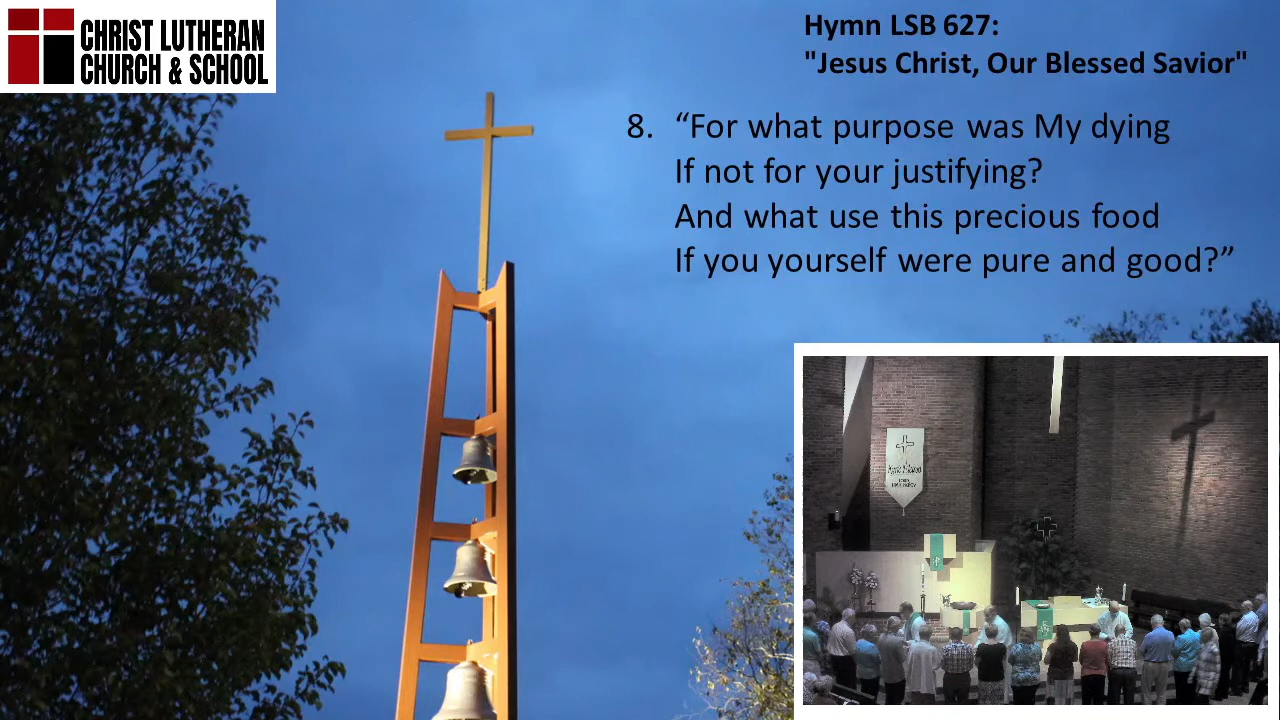 CHRIST LUTHERAN
CHURCH & SCHOOL
Hymn LSB 627:
"Jesus Christ, Our Blessed Savior"
8. “For what purpose was My dying
If not for your justifying?
And what use this precious food
If you yourself were pure and good?”